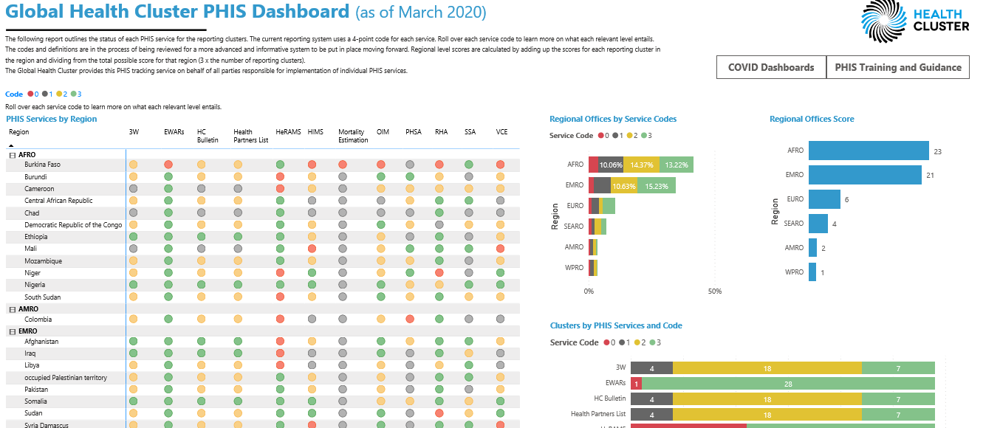 Global Health Cluster PHIS Dashboard (as of March 2020)
HEALTH
CLUSTER
The following report outlines the status of each PHIS service for the reporting clusters. The current reporting system uses a 4-point code for each service. Roll over each service code to learn more on what each relevant level entails.
The codes and definitions are in the process of being reviewed for a more advanced and informative system to be put in place moving forward. Regional level scores are calculated by adding up the scores for each reporting cluster in
the region and dividing from the total possible score for that region (3 x the number of reporting clusters).
The Global Health Cluster provides this PHIS tracking service on behalf of all parties responsible for implementation of individual PHIS services.
COVID Dashboards
PHIS Training and Guidance
Code 0 1 2 3
Roll over each service code to learn more on what each relevant level entails.
PHIS Services by Region
Region 3W EWARs HC Bulletin Health Partners List HeRAMS HIMS Mortality Estimation OIM PHSA RHA SSA VCE
AFRO
Burkina Faso
Burundi
Cameroon
Central African Republic
Chad
Democratic Republic of the Congo
Ethiopia
Mali
Mozambique
Niger
Nigeria
South Sudan
AMRO
Colombia
EMRO
Afghanistan
Iraq
Libya
occupied Palestinian territory
Pakistan
Somalia
Sudan
Syria Damascus
Regional Offices by Service Codes
Service Code 0 1 2 3
Region
AFRO 10.06% 14.37% 13.22%
EMRO 10.63% 15.23%
EURO
SEARO
AMRO
WPRO
0% 50%
Regional Offices Score
Region
AFRO 23
EMRO 21
EURO 6
SEARO 4
AMRO 2
WPRO 1
Clusters by PHIS Services and Code
Service Code 0 1 2 3
3W 4 18 7
EWARs 1 28
HC Bulletin 4 18 7
Health Partners List 4 18 7
HeRAMS